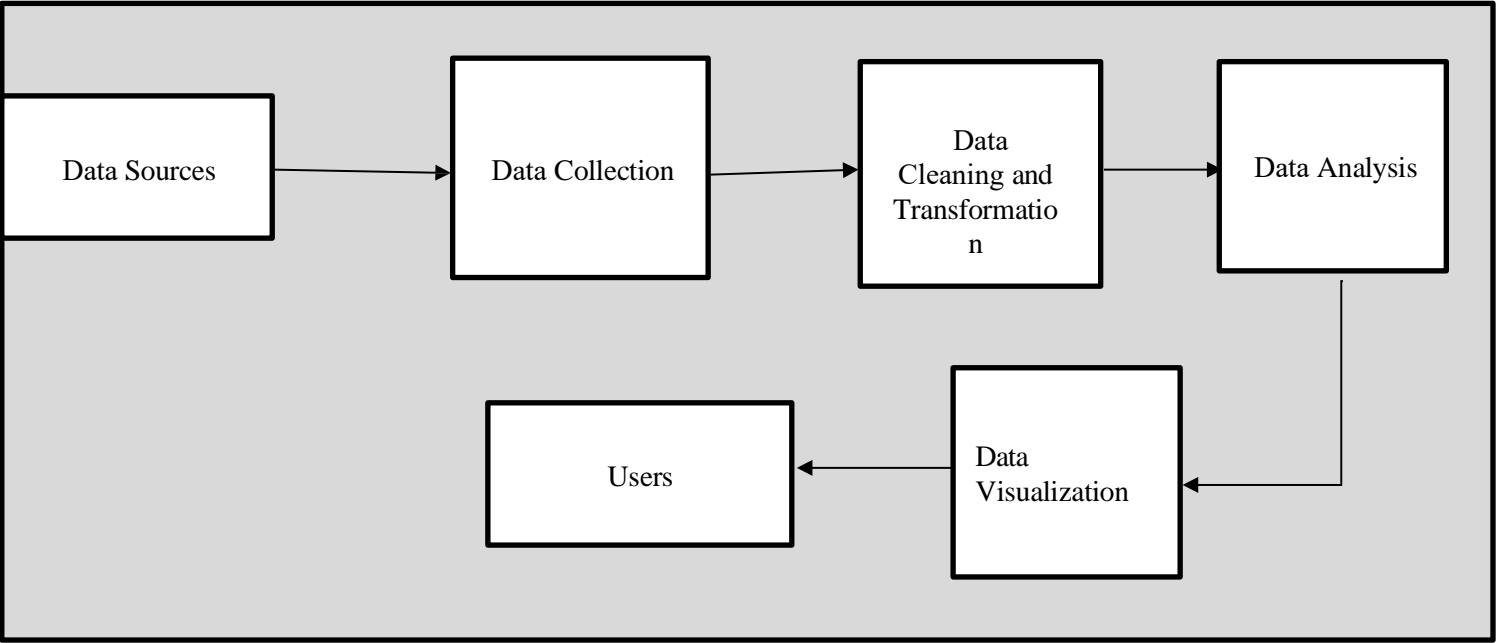 Data Sources
Data Collection
Data
Cleaning and
Transformatio
n
Data Analysis
Users
Data
Visualization